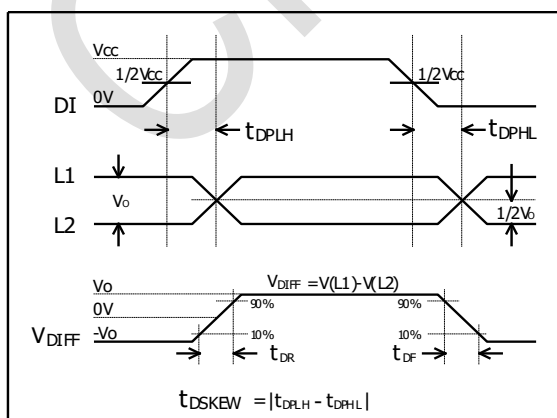 Vcc
1/2Vcc 1/2Vcc
DI 0V
tDPLH tDPHL
L1
Vo 1/2Vo
L2
Vo VDIFF =V(L1)-V(L2)
90% 90%
0V
VDIFF -Vo 10% 10%
tDR tDF
tDSKEW =|tDPLH - tDPHL|